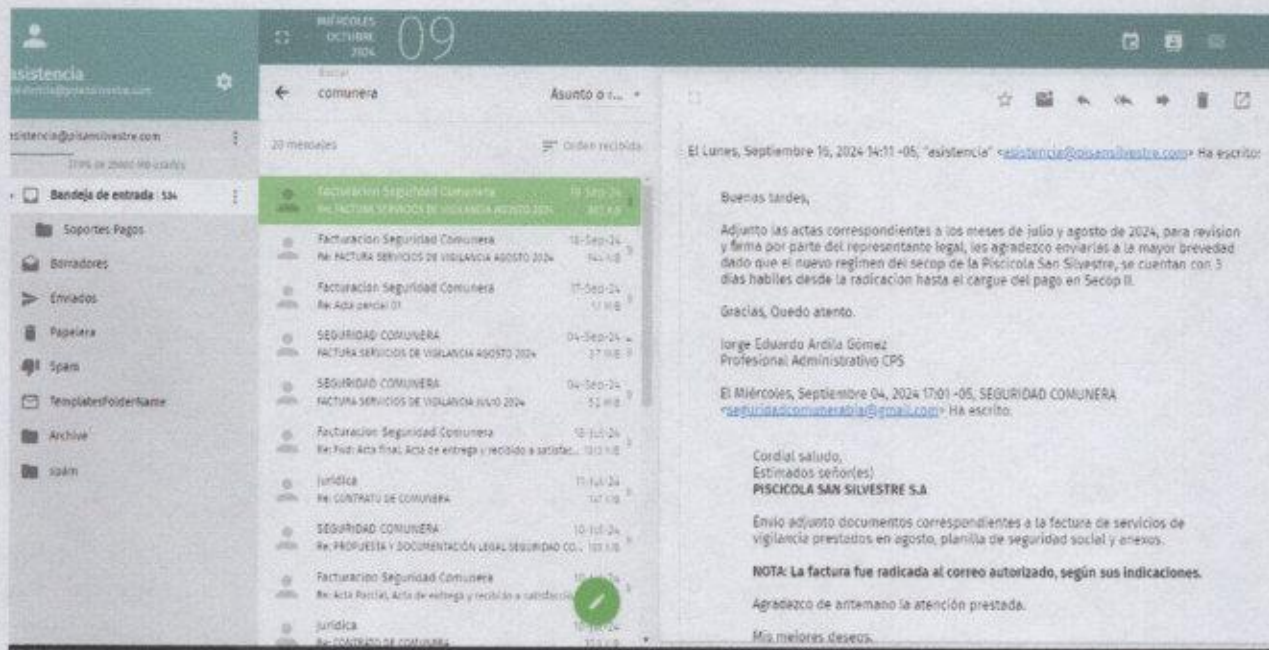 asistencia
MIÉRCOLES
OCTUBRE
2024
09
asistencia@pisansilvestre.com
Bandeja de entrada 534
Soportes Pagos
Borradores
Enviados
Papelera
Spam
TemplatesFolderName
Archive
spam
Buscar
comunera
Asunto o r...
20 mensajes
Orden recibida
Facturacion Seguridad Comunera
Re: FACTURA SERVICIOS DE VIGILANCIA AGOSTO 2024
Facturacion Seguridad Comunera 18-Sep-24
Re: FACTURA SERVICIOS DE VIGILANCIA AGOSTO 2024
Facturacion Seguridad Comunera 17-Sep-24
Re: Acta parcial 01
SEGURIDAD COMUNERA 04-Sep-24
FACTURA SERVICIOS DE VIGILANCIA AGOSTO 2024
SEGURIDAD COMUNERA 04-Sep-24
FACTURA SERVICIOS DE VIGILANCIA JULIO 2024
Facturacion Seguridad Comunera
Re: Fwd: Acta final, Acta de entrega y recibido a satisfac...
juridica
Re: CONTRATO DE COMUNERA
SEGURIDAD COMUNERA 10-Jul-24
Re: PROPUESTA Y DOCUMENTACIÓN LEGAL SEGURIDAD CO...
Facturacion Seguridad Comunera
Re: Acta Parcial, Acta de entrega y recibido a satisfacció
juridica
Re: CONTRATO DE COMUNERA
El Lunes, Septiembre 16, 2024 14:11 -05, "asistencia" <asistencia@pisansilvestre.com> Ha escrito:
Buenas tardes,
Adjunto las actas correspondientes a los meses de julio y agosto de 2024, para revision
y firma por parte del representante legal, les agradezco enviarlas a la mayor brevedad
dado que el nuevo regimen del secop de la Piscicola San Silvestre, se cuentan con 3
dias habiles desde la radicacion hasta el cargue del pago en Secop II.
Gracias, Quedo atento.
Jorge Eduardo Ardila Gómez
Profesional Administrativo CPS
El Miércoles, Septiembre 04, 2024 17:01 -05, SEGURIDAD COMUNERA
<seguridadcomunerabja@gmail.com> Ha escrito:
Cordial saludo,
Estimados señor(es)
PISCICOLA SAN SILVESTRE S.A
Envio adjunto documentos correspondientes a la factura de servicios de
vigilancia prestados en agosto, planilla de seguridad social y anexos.
NOTA: La factura fue radicada al correo autorizado, según sus indicaciones.
Agradezco de antemano la atención prestada.
Mis mejores deseos.